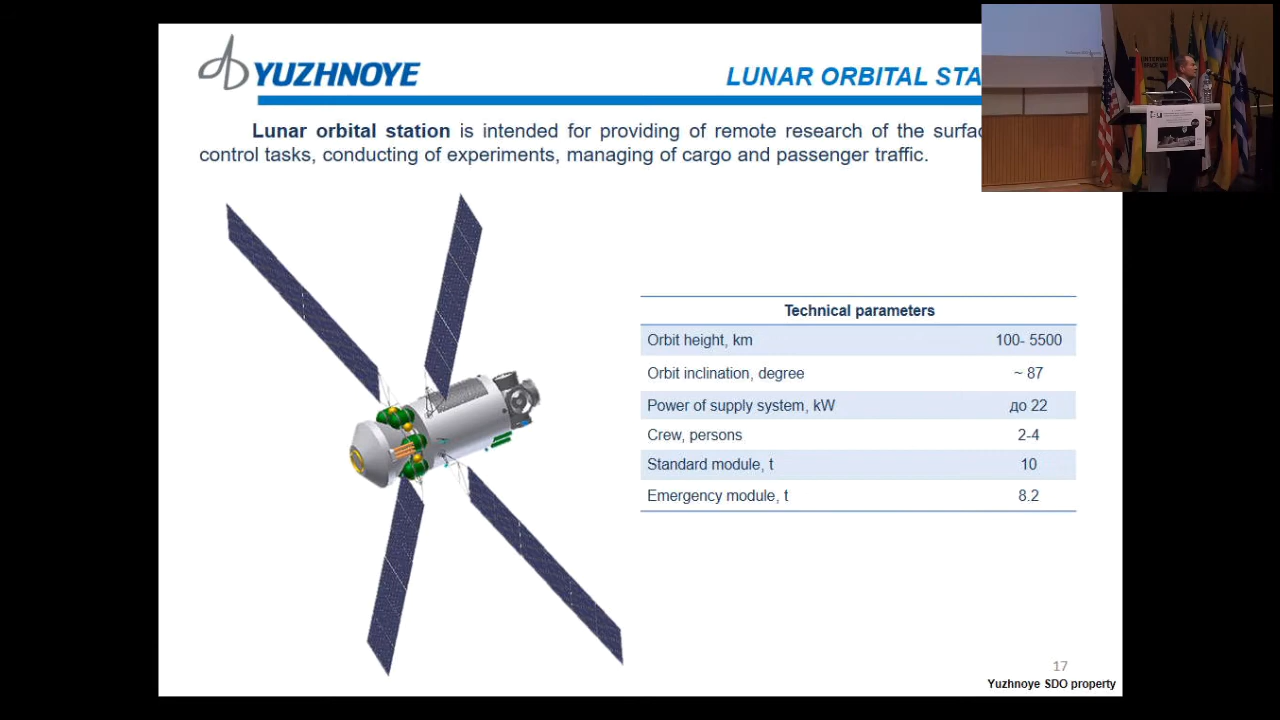 YUZHNOYE
LUNAR ORBITAL STA
Lunar orbital station is intended for providing of remote research of the surfac
control tasks, conducting of experiments, managing of cargo and passenger traffic.
Technical parameters
Orbit height, km 100- 5500
Orbit inclination, degree ~ 87
Power of supply system, kW до 22
Crew, persons 2-4
Standard module, t 10
Emergency module, t 8.2
17
Yuzhnoye SDO property